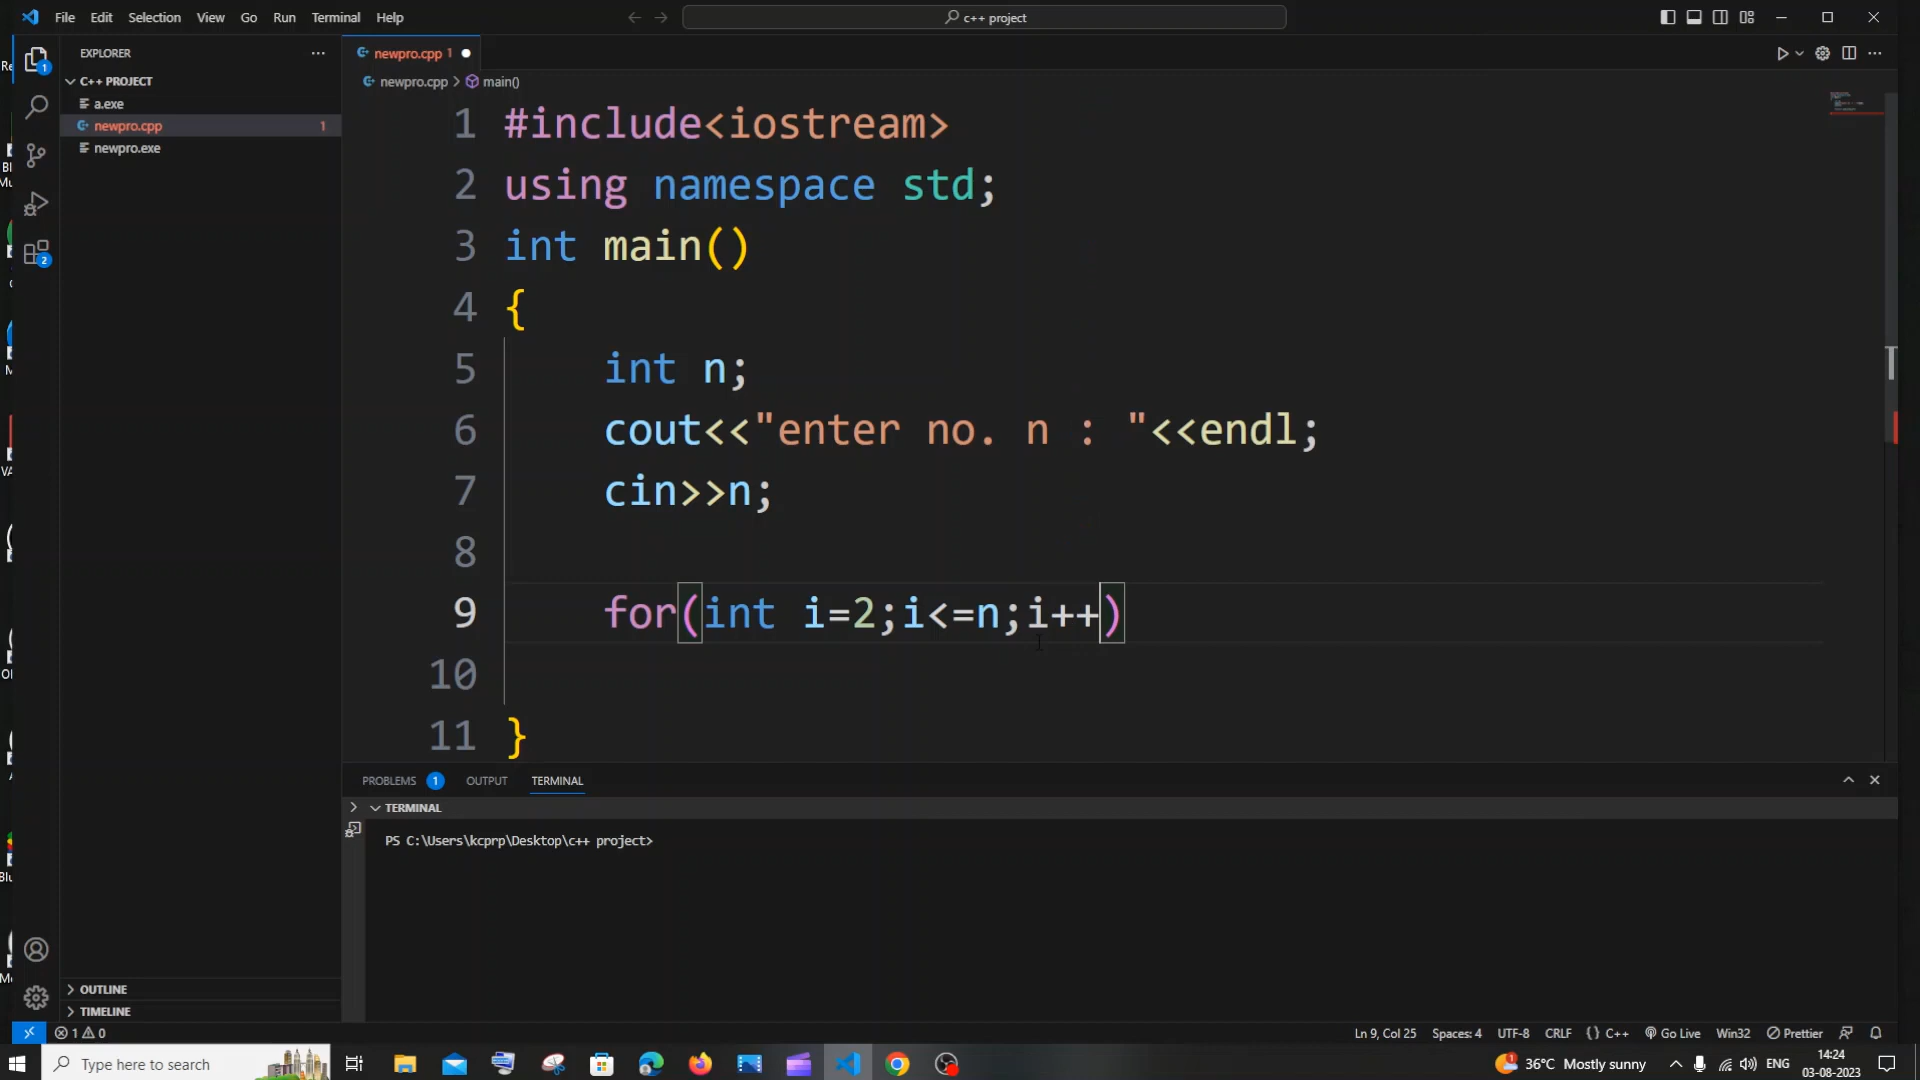 File Edit Selection View Go Run Terminal Help
c++ project
EXPLORER
newpro.cpp 1
C++ PROJECT
newpro.cpp > main()
a.exe
newpro.cpp 1
newpro.exe
1 #include<iostream>
2 using namespace std;
3 int main()
4 {
5 int n;
6 cout<<"enter no. n : "<<endl;
7 cin>>n;
8
9 for(int i=2;i<=n;i++)
10
11 }
PROBLEMS 1 OUTPUT TERMINAL
TERMINAL
PS C:\Users\kcprp\Desktop\c++ project>
OUTLINE
TIMELINE
1 0
Ln 9, Col 25 Spaces: 4 UTF-8 CRLF {} C++ Go Live Win32 Prettier
Type here to search
36°C Mostly sunny
ENG
14:24
03-08-2023